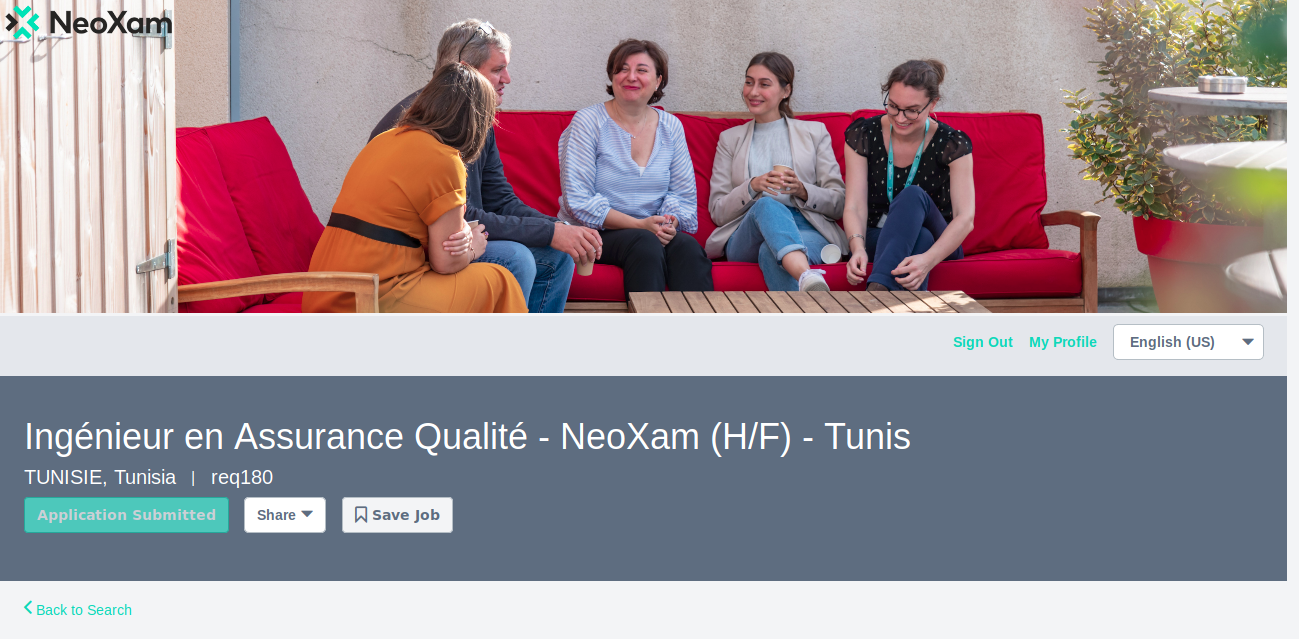 NeoXam
Sign Out My Profile English (US)
Ingénieur en Assurance Qualité - NeoXam (H/F) - Tunis
TUNISIE, Tunisia | req180
Application Submitted Share Save Job
Back to Search